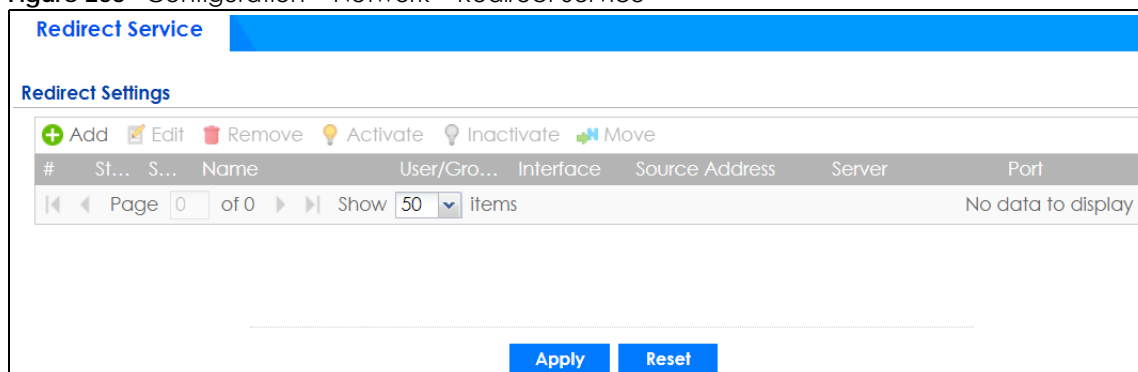 Redirect Service
Redirect Settings
Add Edit Remove Activate Inactivate Move
# St... S... Name User/Gro... Interface Source Address Server Port
Page 0 of 0 Show 50 items No data to display
Apply Reset